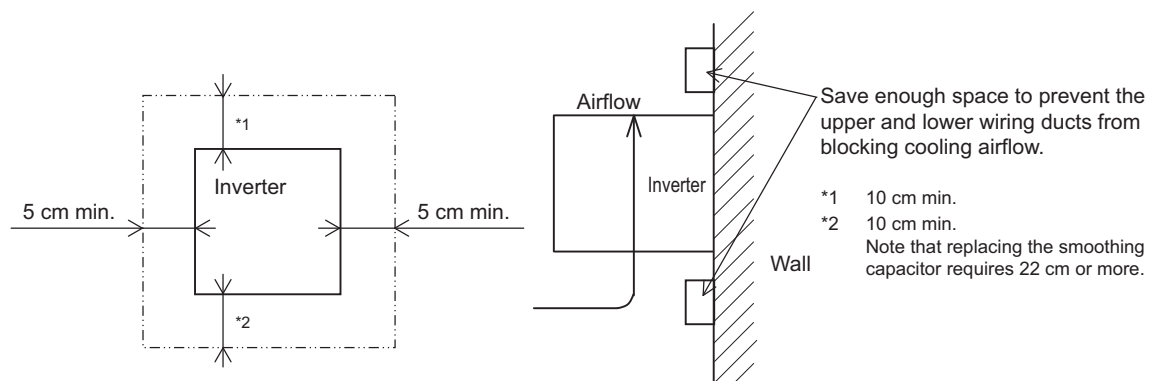 *1
Inverter
5 cm min.
5 cm min.
*2
Airflow
Inverter
Wall
Save enough space to prevent the
upper and lower wiring ducts from
blocking cooling airflow.
*1 10 cm min.
*2 10 cm min.
Note that replacing the smoothing
capacitor requires 22 cm or more.